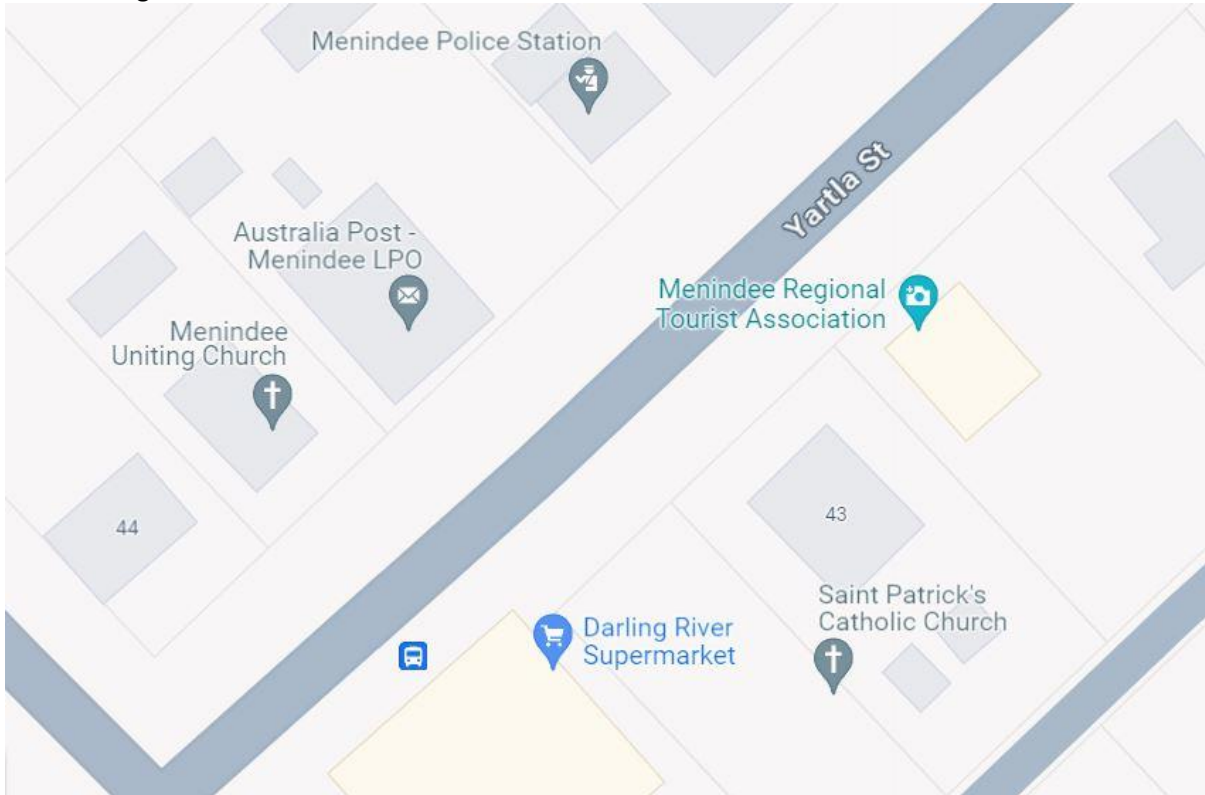 Menindee Police Station
Yartla St
Australia Post -
Menindee LPO
Menindee Regional
Tourist Association
Menindee
Uniting Church
43
44
Saint Patrick's
Catholic Church
Darling River
Supermarket